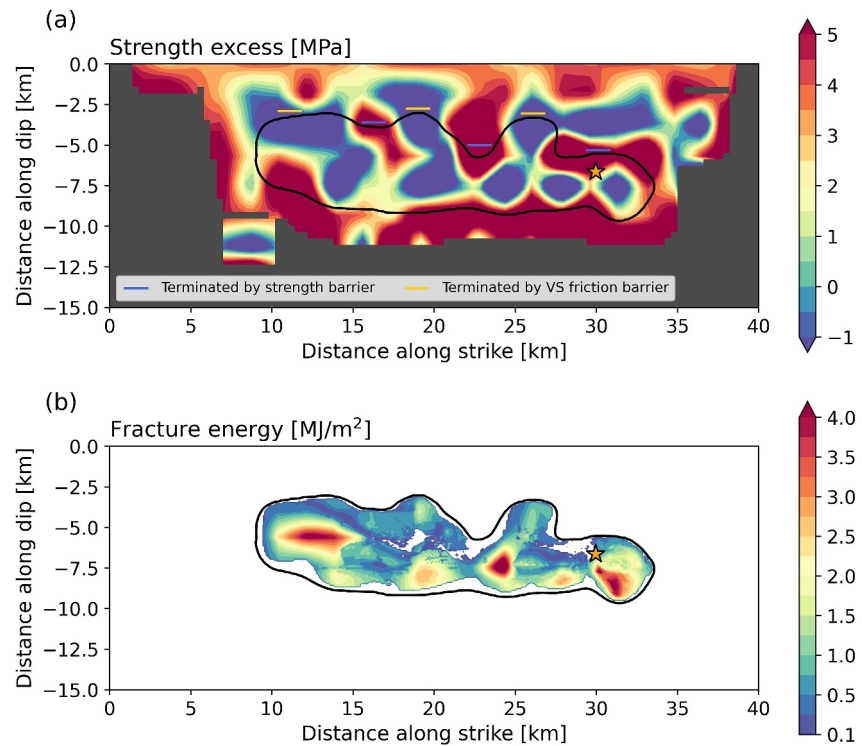 (a)
Strength excess [MPa]
0.0
−2.5
−5.0
−7.5
−10.0
−12.5
−15.0
Distance along dip [km]
Terminated by strength barrier
Terminated by VS friction barrier
0 5 10 15 20 25 30 35 40
Distance along strike [km]
5
4
3
2
1
0
−1
(b)
Fracture energy [MJ/m²]
0.0
−2.5
−5.0
−7.5
−10.0
−12.5
−15.0
Distance along dip [km]
0 5 10 15 20 25 30 35 40
Distance along strike [km]
4.0
3.5
3.0
2.5
2.0
1.5
1.0
0.5
0.1